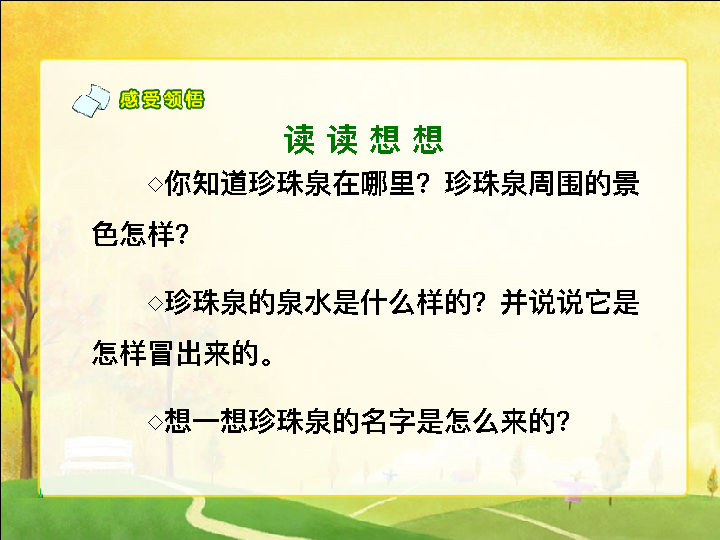 感受领悟
读读想想
◇你知道珍珠泉在哪里？珍珠泉周围的景
色怎样？
◇珍珠泉的泉水是什么样的？并说说它是
怎样冒出来的。
◇想一想珍珠泉的名字是怎么来的？